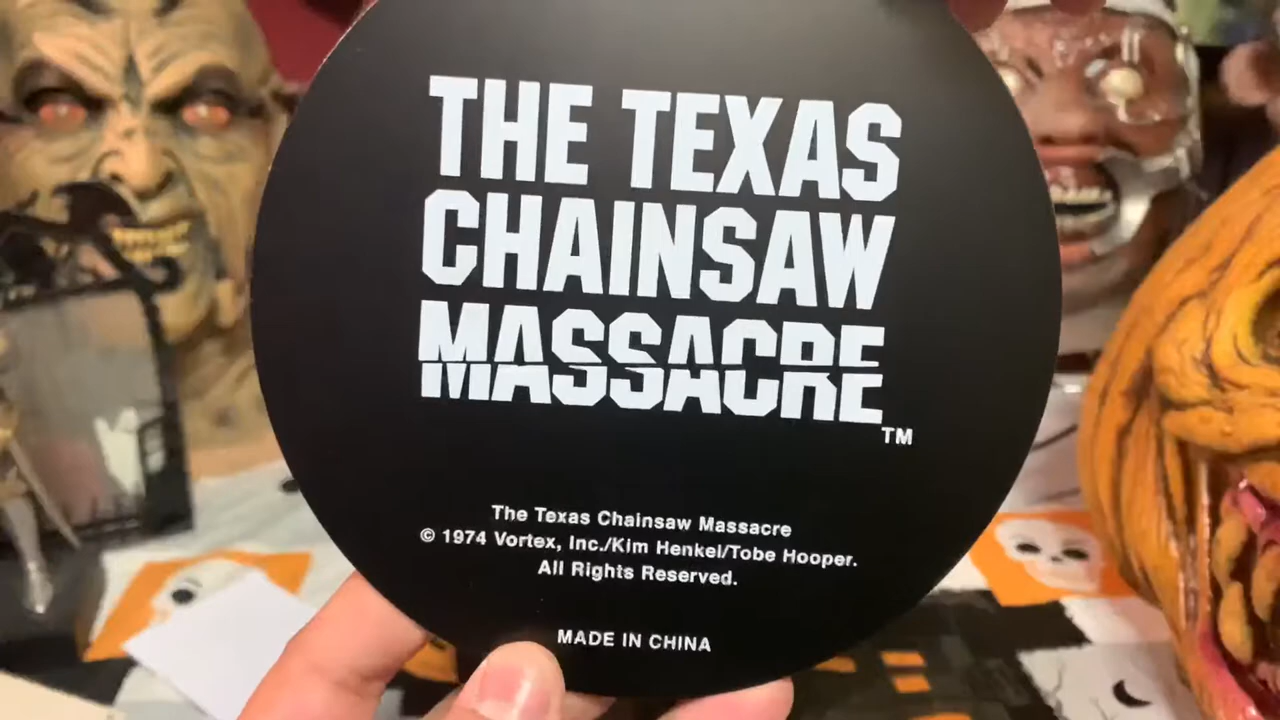 THE TEXAS
CHAINSAW
MASSACRE
TM
The Texas Chainsaw Massacre
© 1974 Vortex, Inc./Kim Henkel/Tobe Hooper.
All Rights Reserved.
MADE IN CHINA